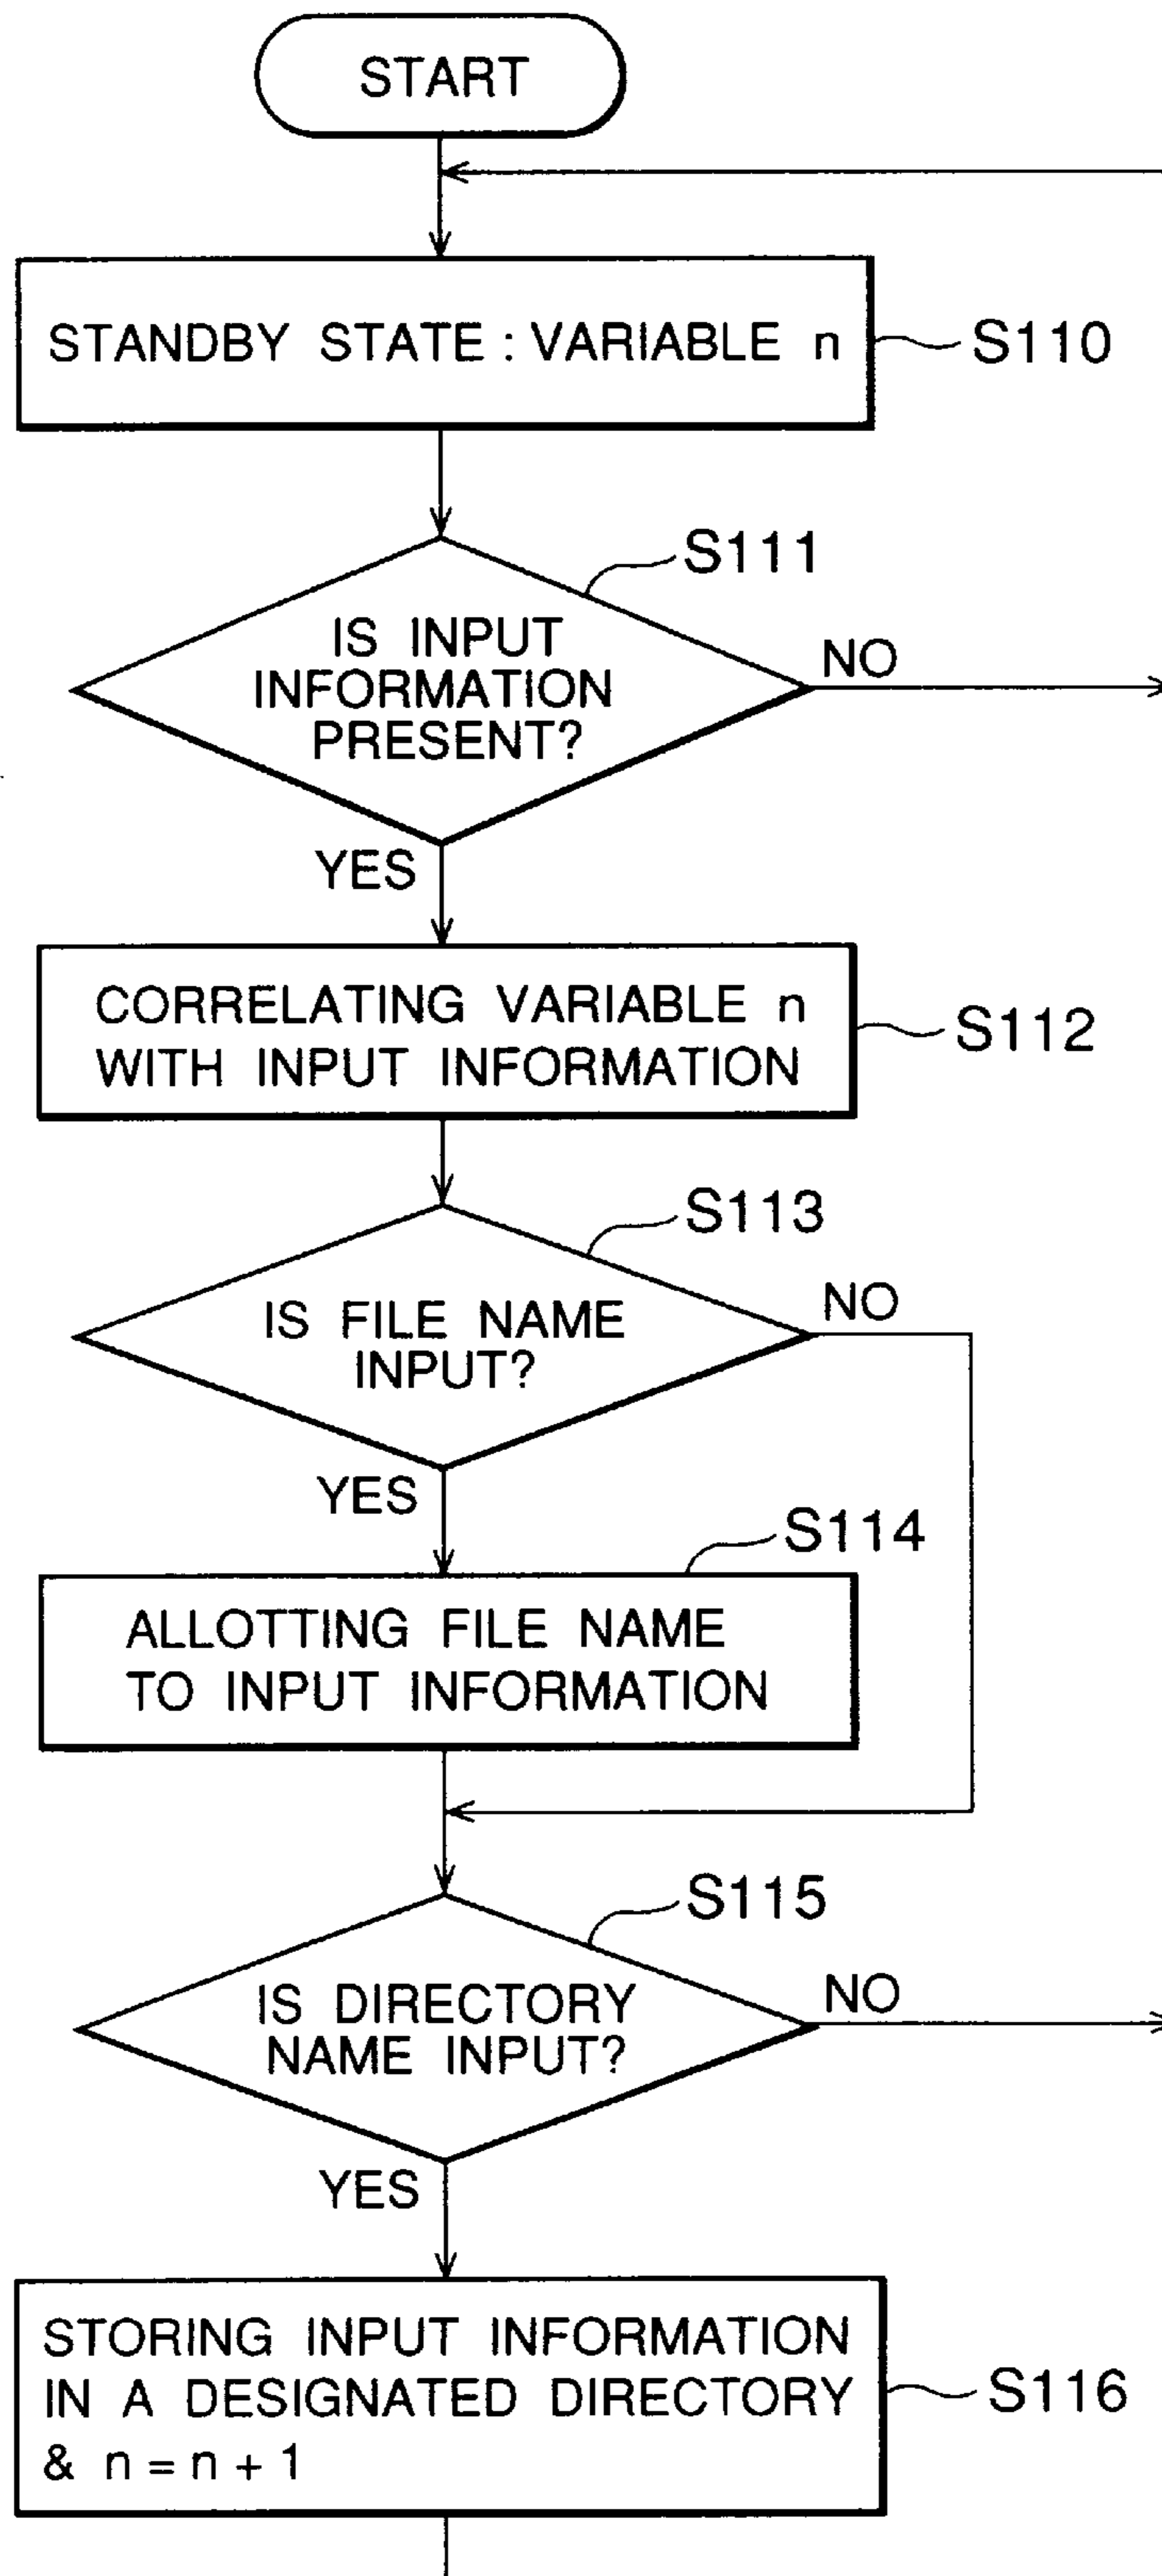 START
STANDBY STATE : VARIABLE n
S110
S111
IS INPUT
INFORMATION
PRESENT?
NO
YES
CORRELATING VARIABLE n
WITH INPUT INFORMATION
S112
S113
IS FILE NAME
INPUT?
NO
YES
S114
ALLOTTING FILE NAME
TO INPUT INFORMATION
S115
IS DIRECTORY
NAME INPUT?
NO
YES
STORING INPUT INFORMATION
IN A DESIGNATED DIRECTORY
& n = n + 1
S116